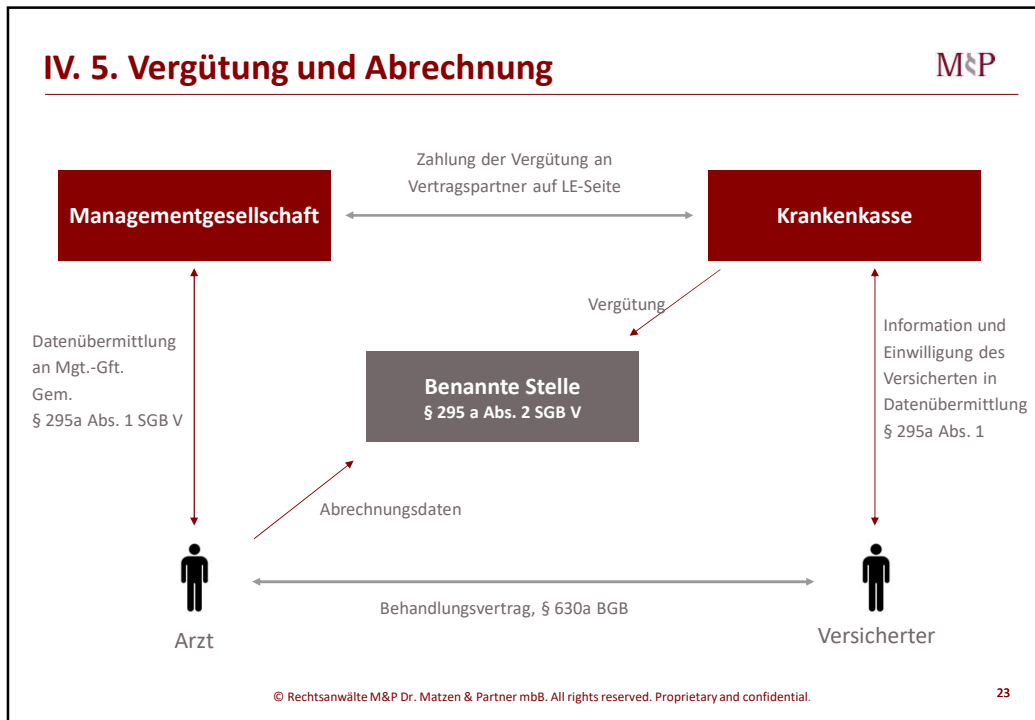 IV. 5. Vergütung und Abrechnung
M&P
Zahlung der Vergütung an
Vertragspartner auf LE-Seite
Managementgesellschaft
Krankenkasse
Vergütung
Datenübermittlung
an Mgt.-Gft.
Gem.
§ 295a Abs. 1 SGB V
Information und
Einwilligung des
Versicherten in
Datenübermittlung
§ 295a Abs. 1
Benannte Stelle
§ 295 a Abs. 2 SGB V
Abrechnungsdaten
Behandlungsvertrag, § 630a BGB
Arzt
Versicherter
© Rechtsanwälte M&P Dr. Matzen & Partner mbB. All rights reserved. Proprietary and confidential.
23